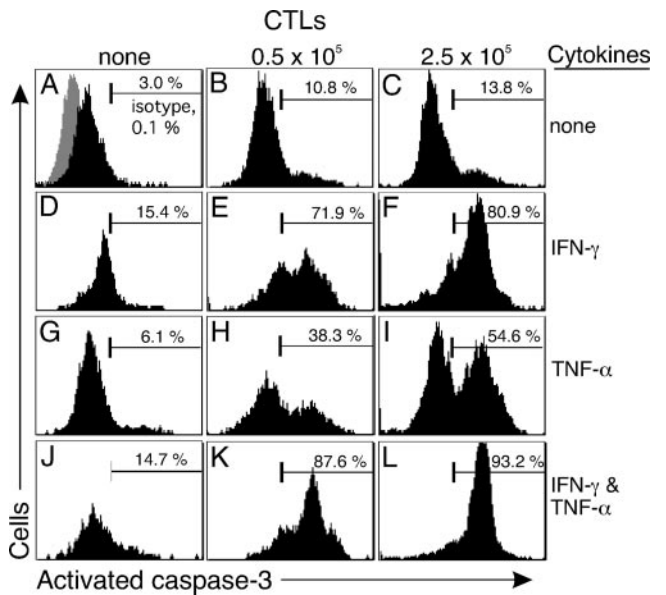 CTLs
none 0.5 x 10⁵ 2.5 x 10⁵ Cytokines
A 3.0 % B 10.8 % C 13.8 %
isotype,
0.1 %
none
D 15.4 % E 71.9 % F 80.9 %
IFN-γ
G 6.1 % H 38.3 % I 54.6 %
TNF-α
J 14.7 % K 87.6 % L 93.2 %
IFN-γ &
TNF-α
Cells
Activated caspase-3